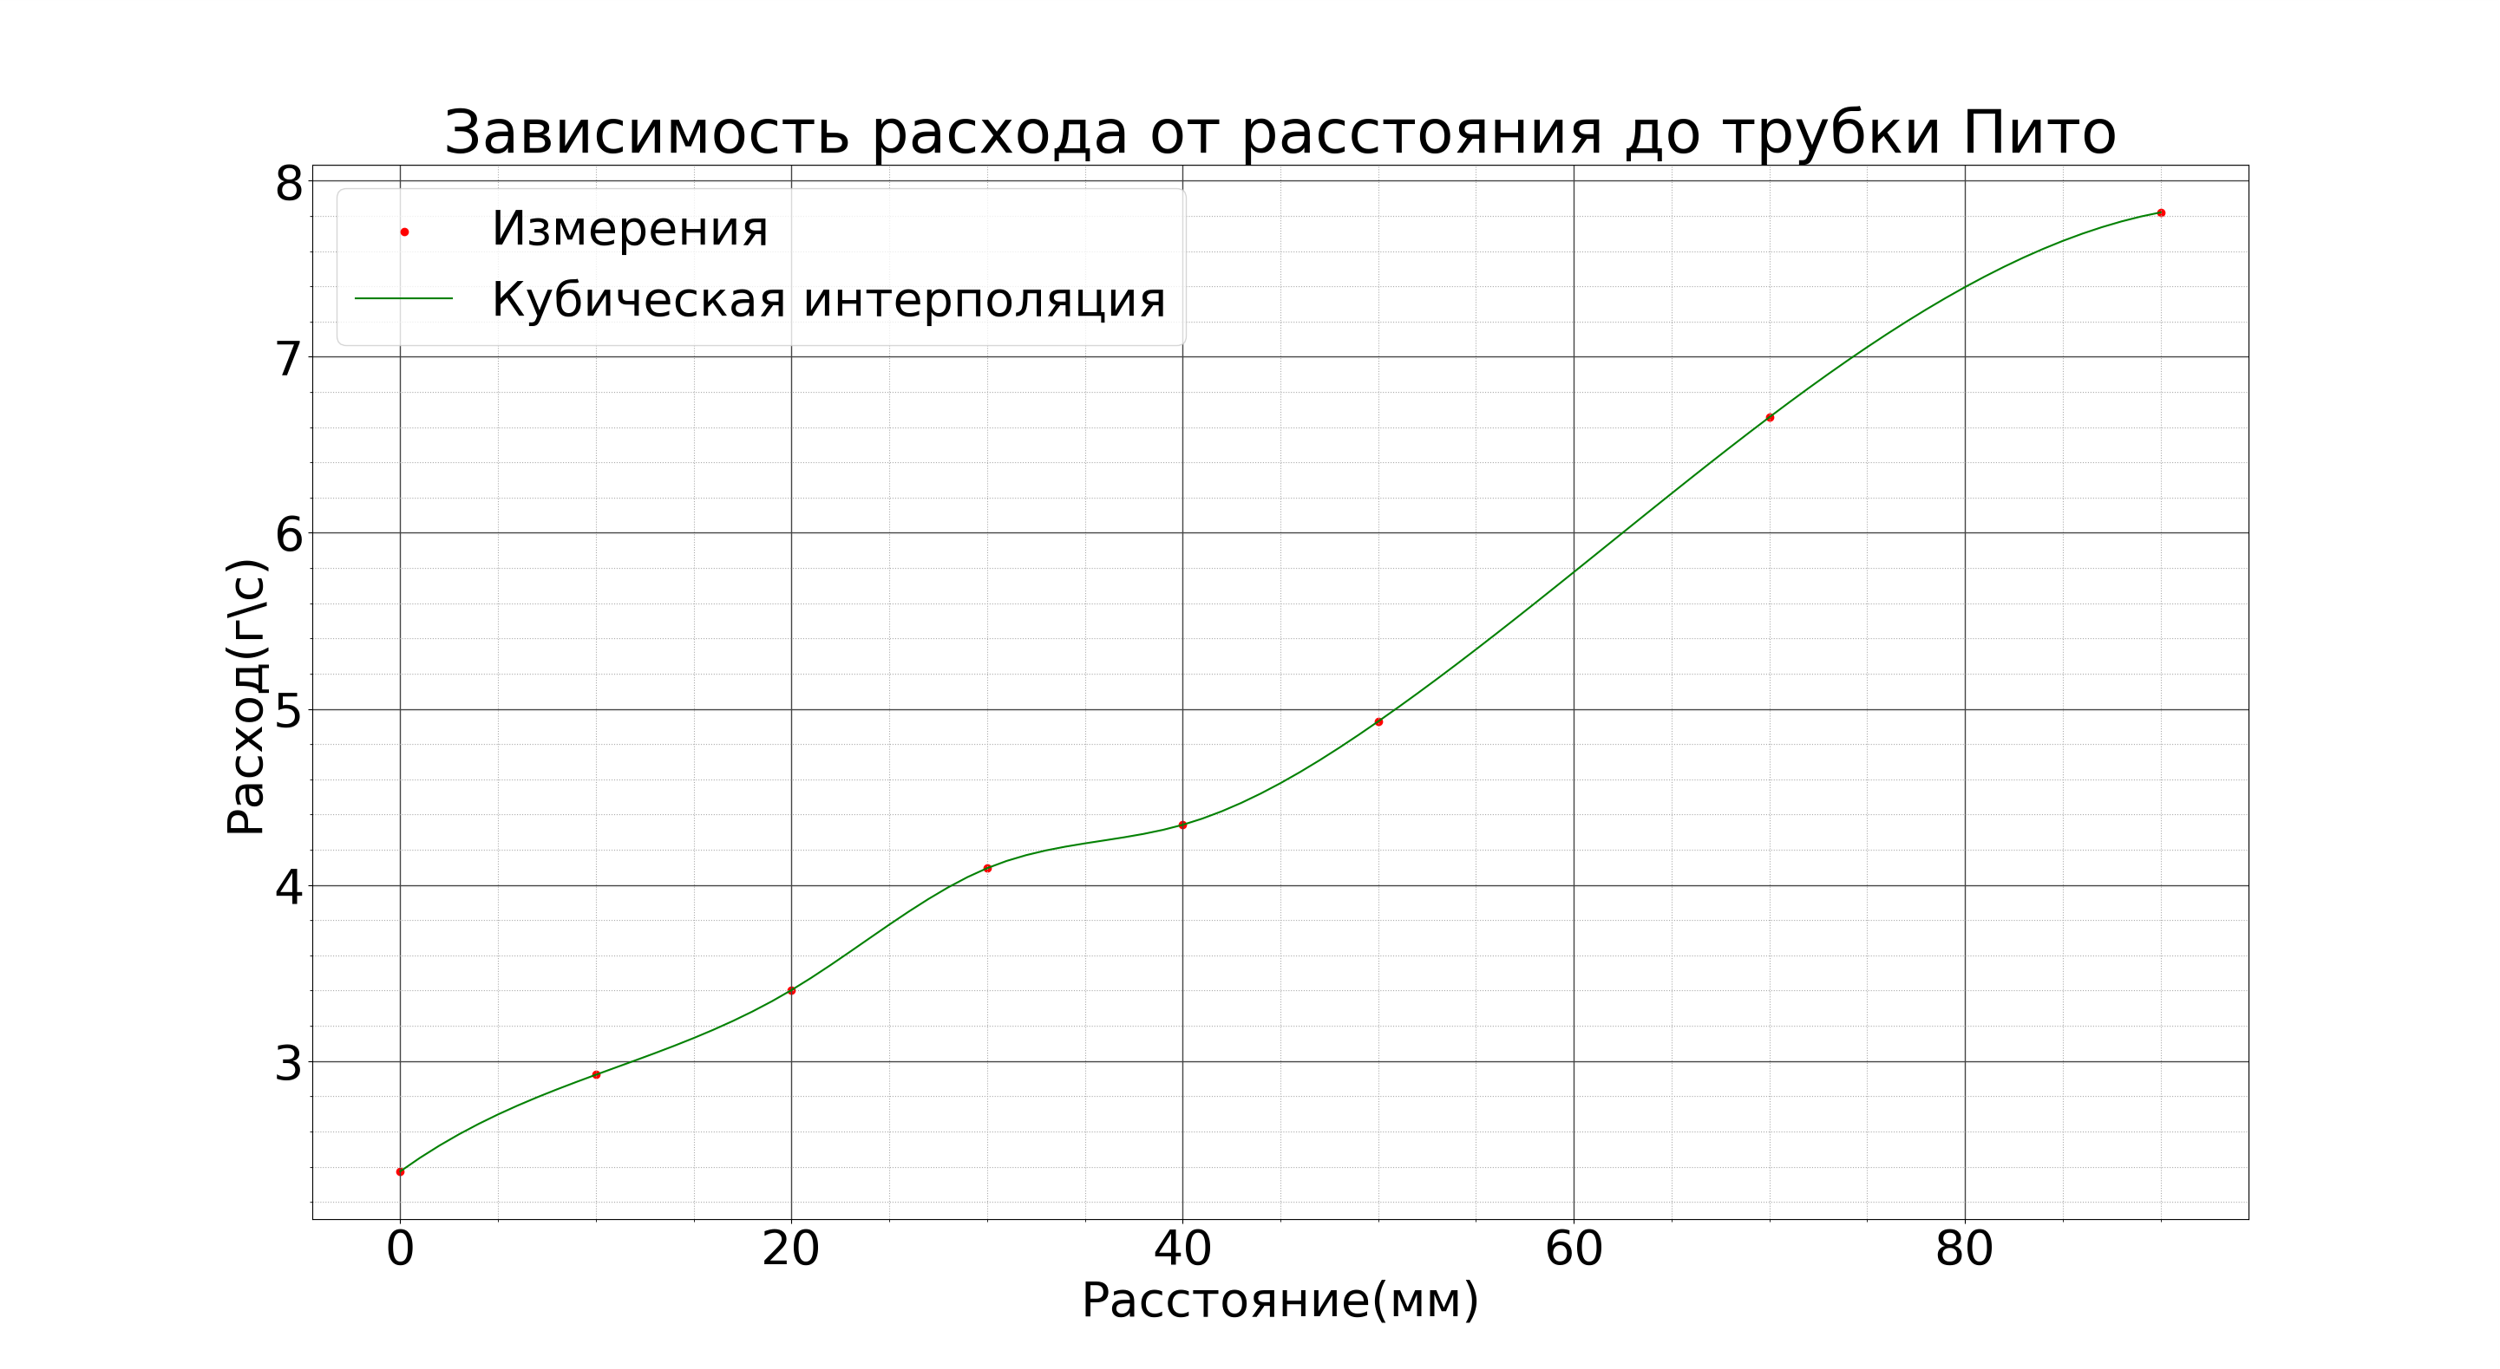 Зависимость расхода от расстояния до трубки Пито
Измерения
Кубическая интерполяция
8
7
6
5
4
3
Расход(г\с)
0 20 40 60 80
Расстояние(мм)